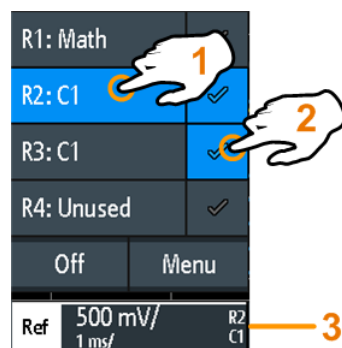 R1: Math
1
R2: C1
2
R3: C1
R4: Unused
Off Menu
Ref 500 mV/ R2
1 ms/ C1
3